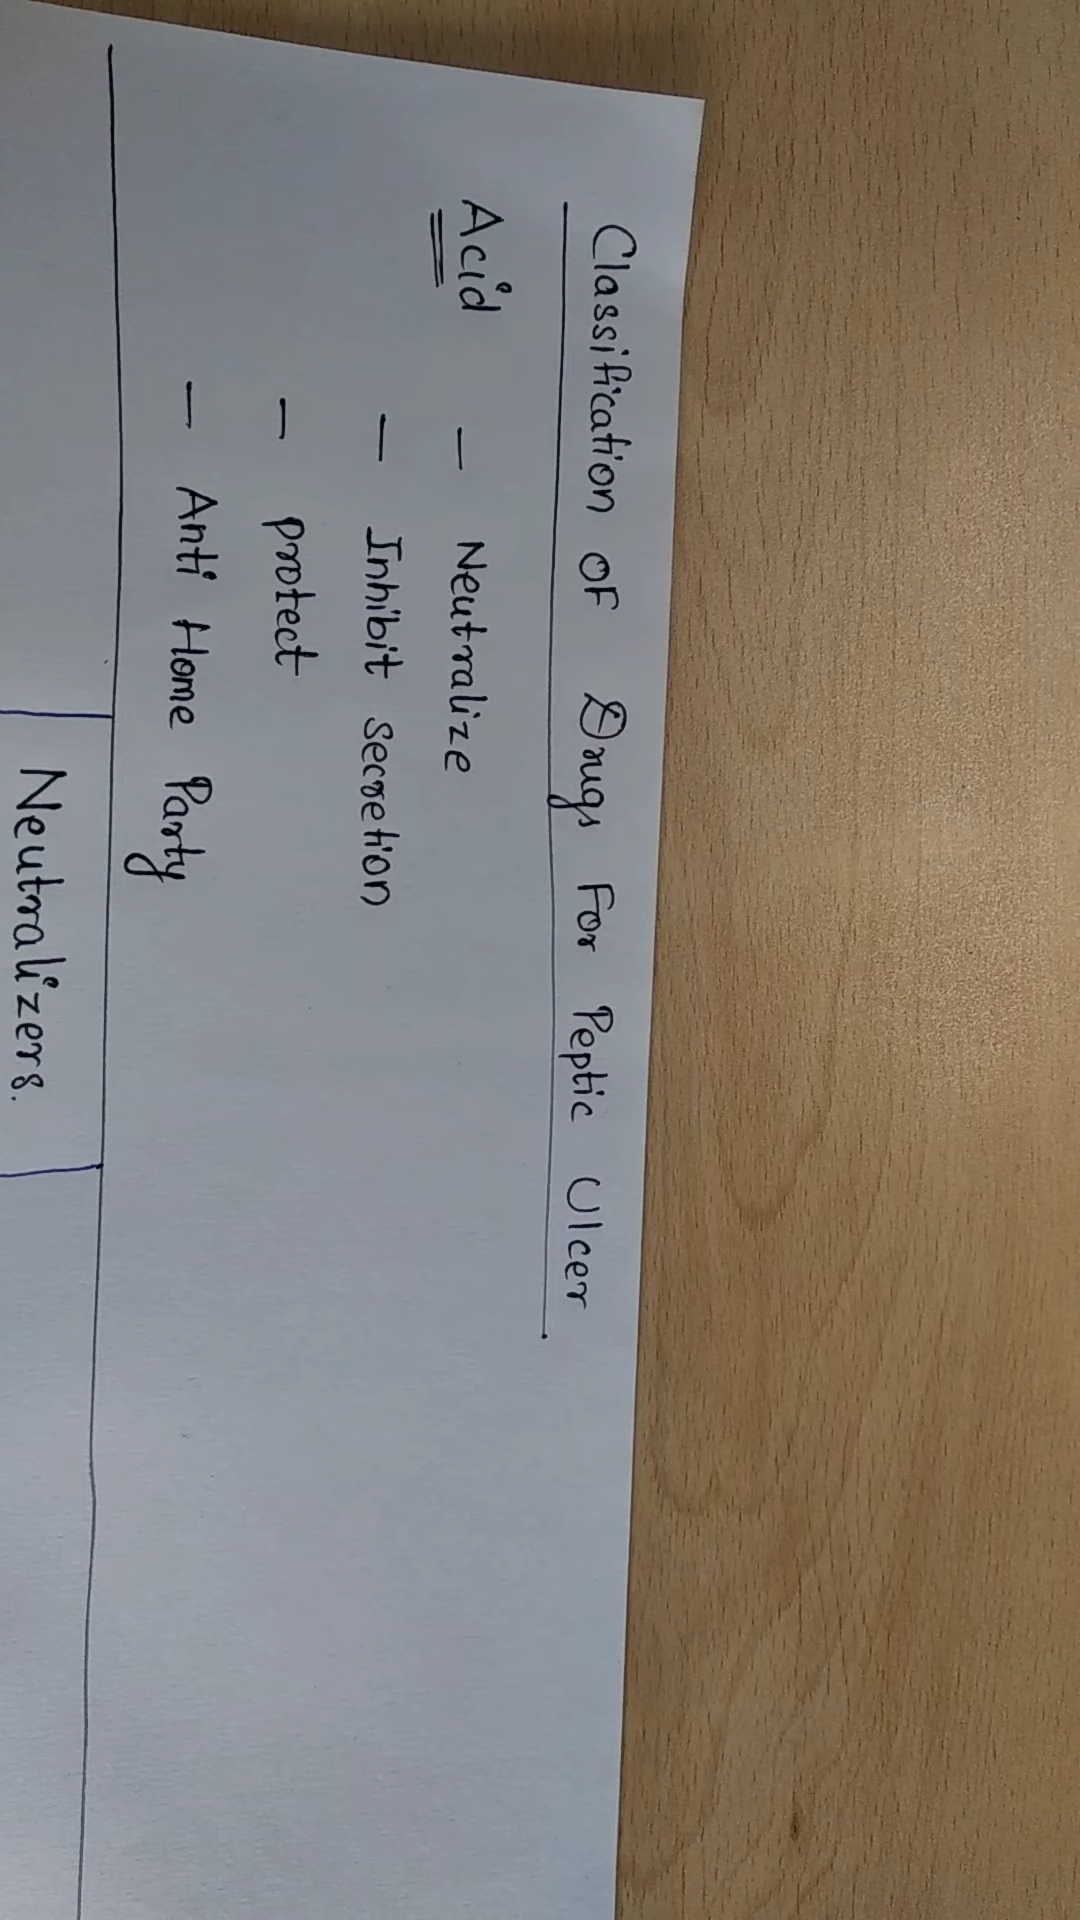 Classification OF Drugs For Peptic Ulcer
Acid – Neutralize
– Inhibit secretion
– protect
– Anti Home Party
Neutralizers.